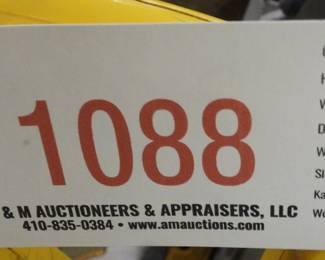 1088
& M AUCTIONEERS & APPRAISERS, LLC
410-835-0384 • www.amauctions.com